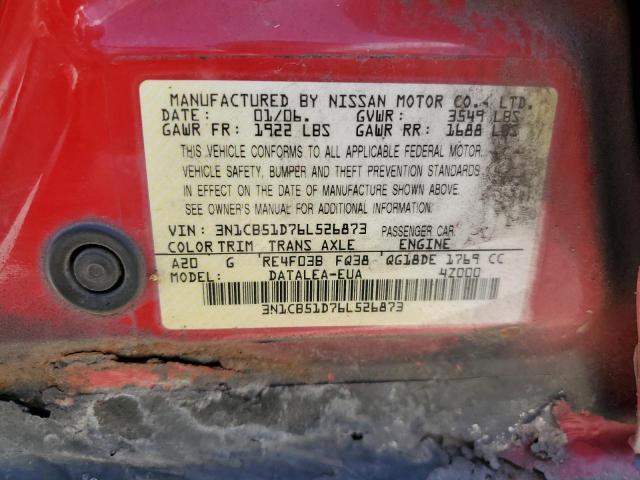 MANUFACTURED BY NISSAN MOTOR CO., LTD.
DATE: 01/06. GVWR: 3549 LBS
GAWR FR: 1922 LBS GAWR RR: 1688 LBS
THIS VEHICLE CONFORMS TO ALL APPLICABLE FEDERAL MOTOR
VEHICLE SAFETY, BUMPER AND THEFT PREVENTION STANDARDS
IN EFFECT ON THE DATE OF MANUFACTURE SHOWN ABOVE.
SEE OWNER'S MANUAL FOR ADDITIONAL INFORMATION
VIN: 3N1CB51D76L526873 PASSENGER CAR
COLOR TRIM TRANS AXLE ENGINE
A20 G RE4F03B FQ38 QG18DE 1769 CC
MODEL: DATALEA-EUA 4Z000
3N1CB51D76L526873